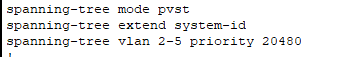 spanning-tree mode pvst
spanning-tree extend system-id
spanning-tree vlan 2-5 priority 20480
!